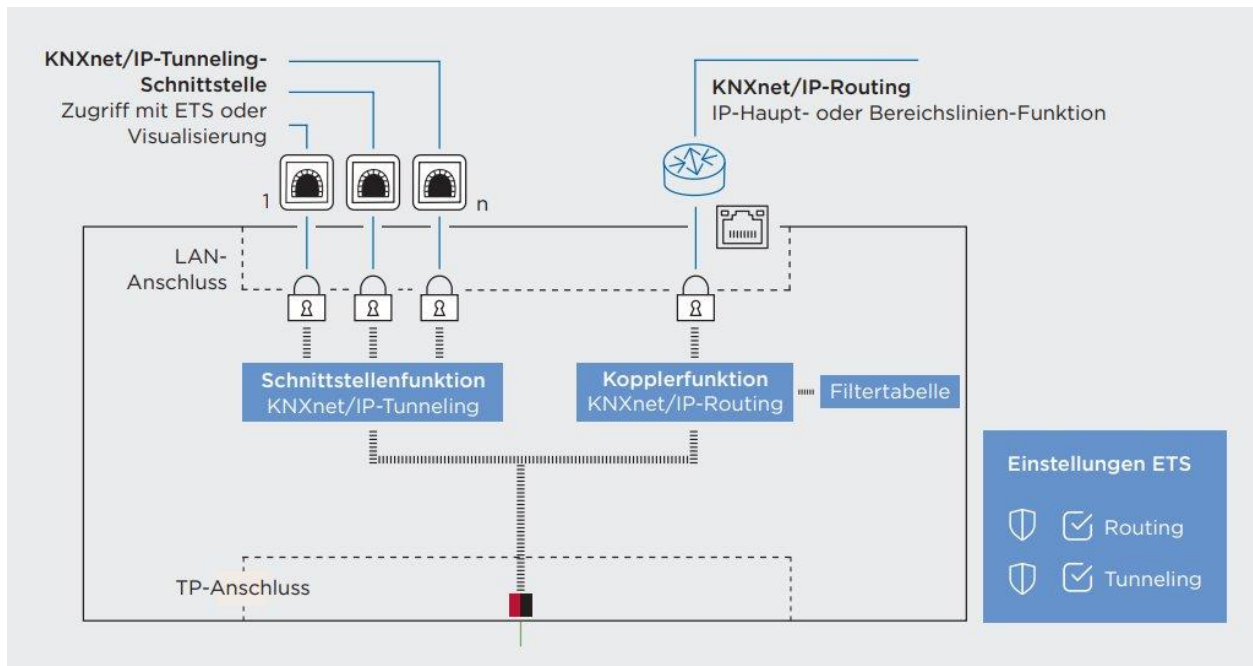 KNXnet/IP-Tunneling-
Schnittstelle
Zugriff mit ETS oder
Visualisierung
KNXnet/IP-Routing
IP-Haupt- oder Bereichslinien-Funktion
1
n
LAN-
Anschluss
Schnittstellenfunktion
KNXnet/IP-Tunneling
Kopplerfunktion
KNXnet/IP-Routing
Filtertabelle
Einstellungen ETS
Routing
Tunneling
TP-Anschluss